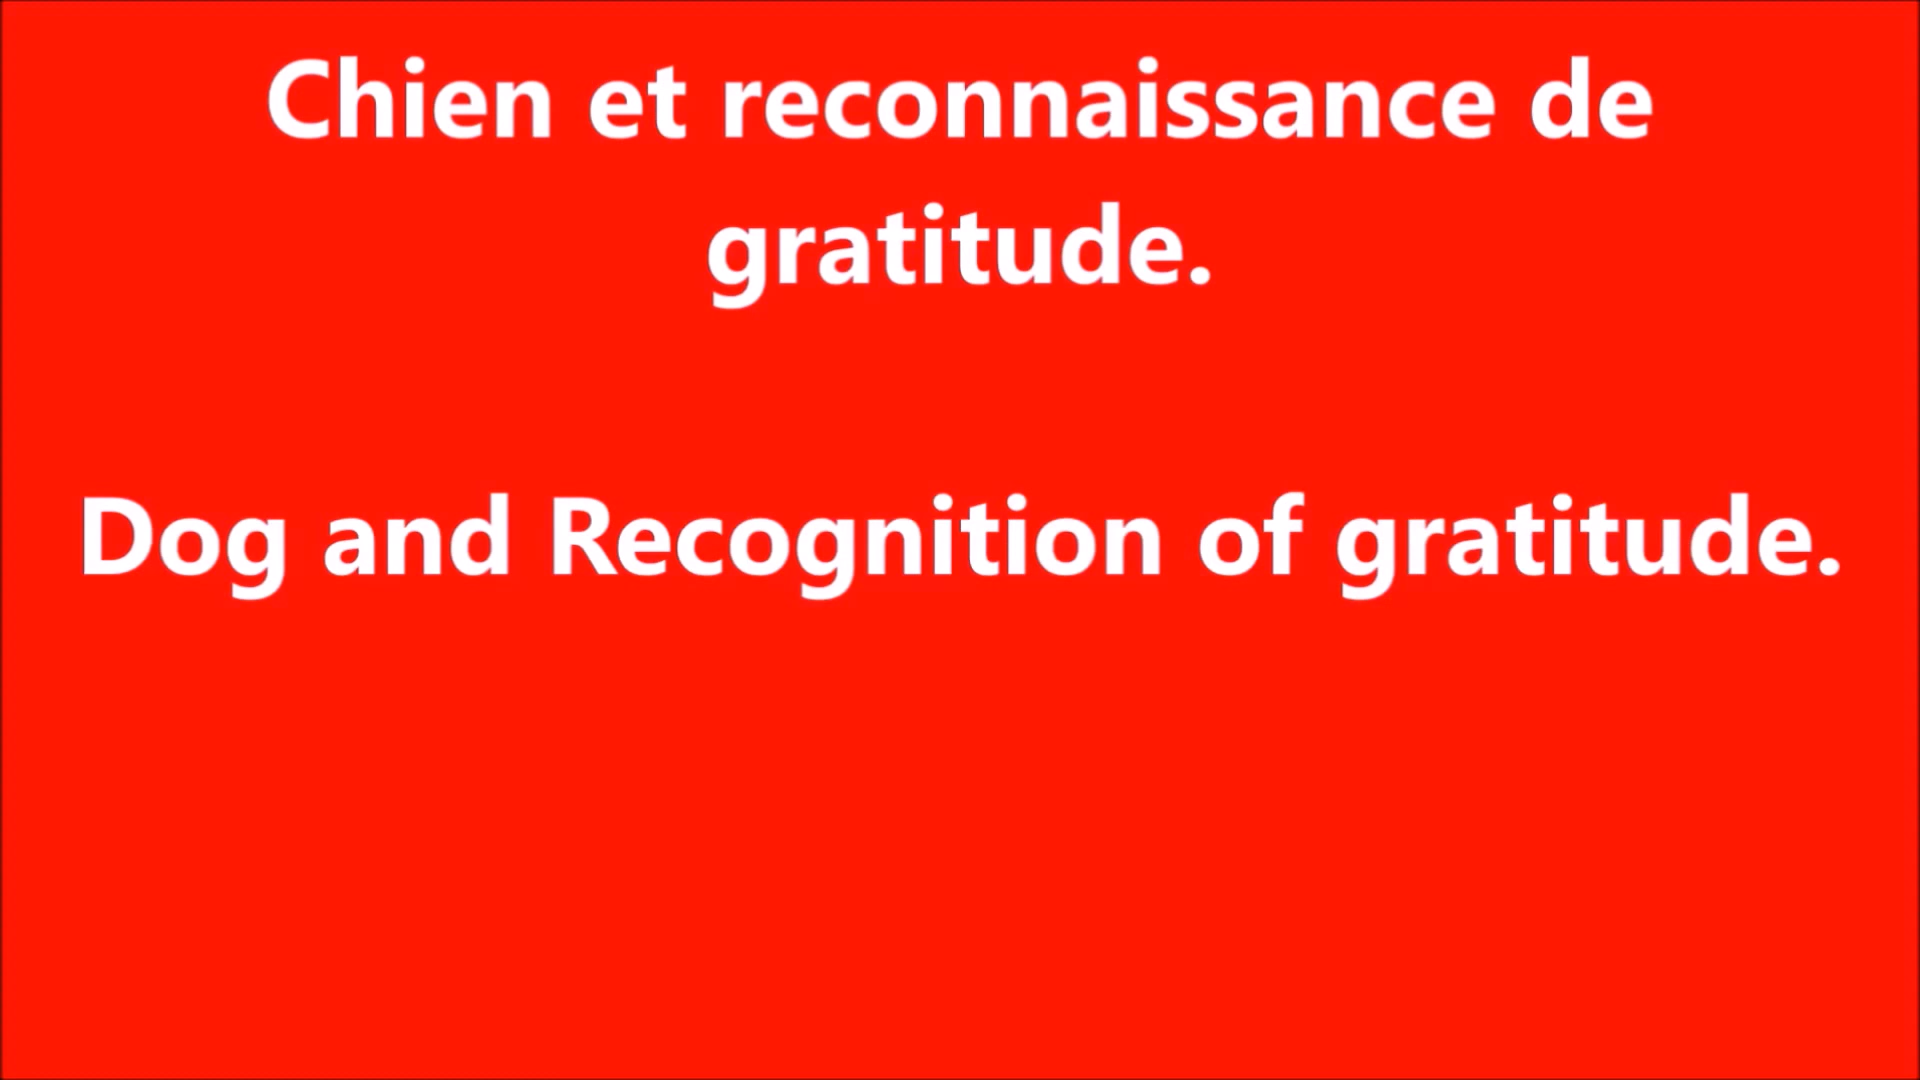 Chien et reconnaissance de
gratitude.
Dog and Recognition of gratitude.